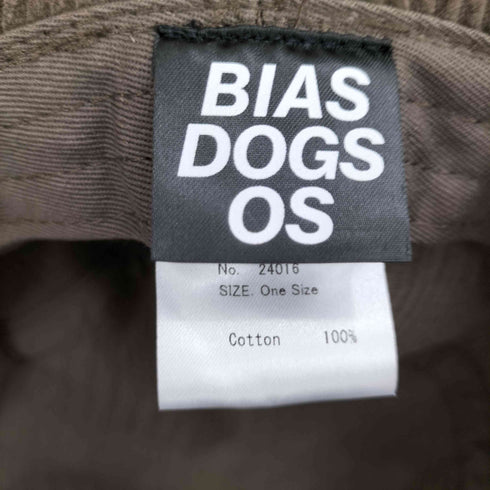 BIAS
DOGS
OS
No. 24016
SIZE. One Size
Cotton 100%